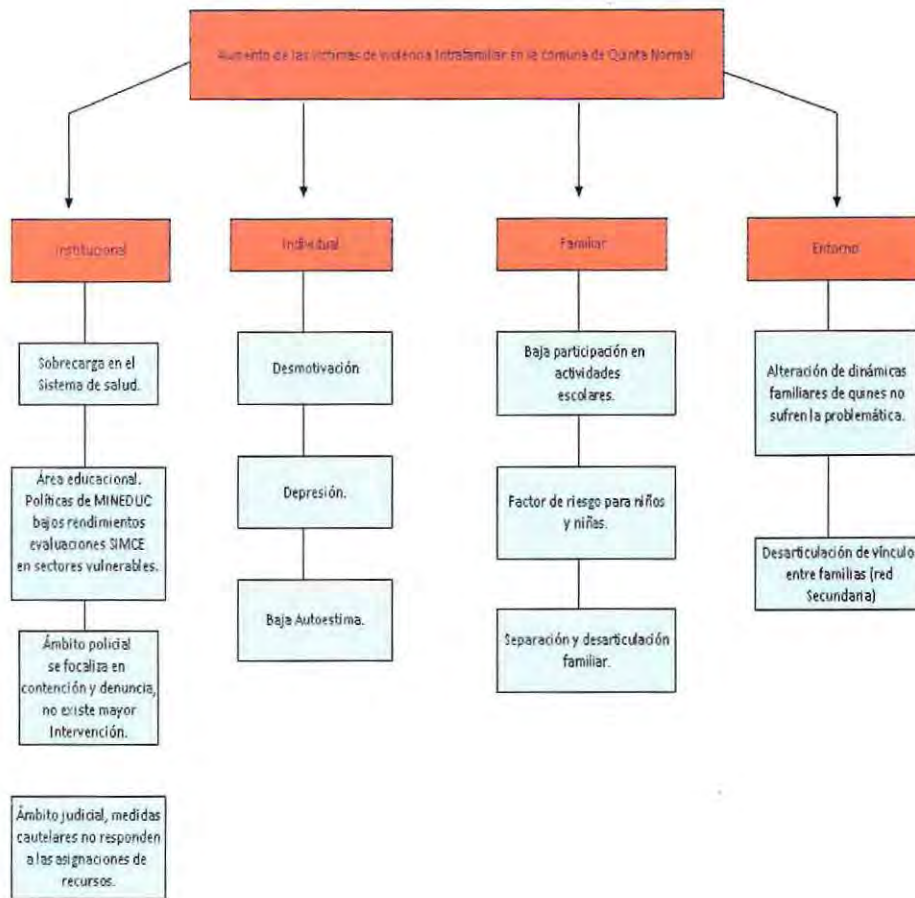 Aumento de las victimas de violencia Intrafamiliar en la comuna de Quinta Normal
Institucional
Sobrecarga en el
Sistema de salud.
Área educacional.
Políticas de MINEDUC
bajos rendimientos
evaluaciones SIMCE
en sectores vulnerables.
Ámbito policial
se focaliza en
contención y denuncia,
no existe mayor
Intervención.
Ámbito judicial, medidas
cautelares no responden
a las asignaciones de
recursos.
Individual
Desmotivación
Depresión.
Baja Autoestima.
Familiar
Baja participación en
actividades
escolares.
Factor de riesgo para niños
y niñas.
Separación y desarticulación
familiar.
Entorno
Alteración de dinámicas
familiares de quines no
sufren la problemática.
Desarticulación de vínculo
entre familias (red
Secundaria)